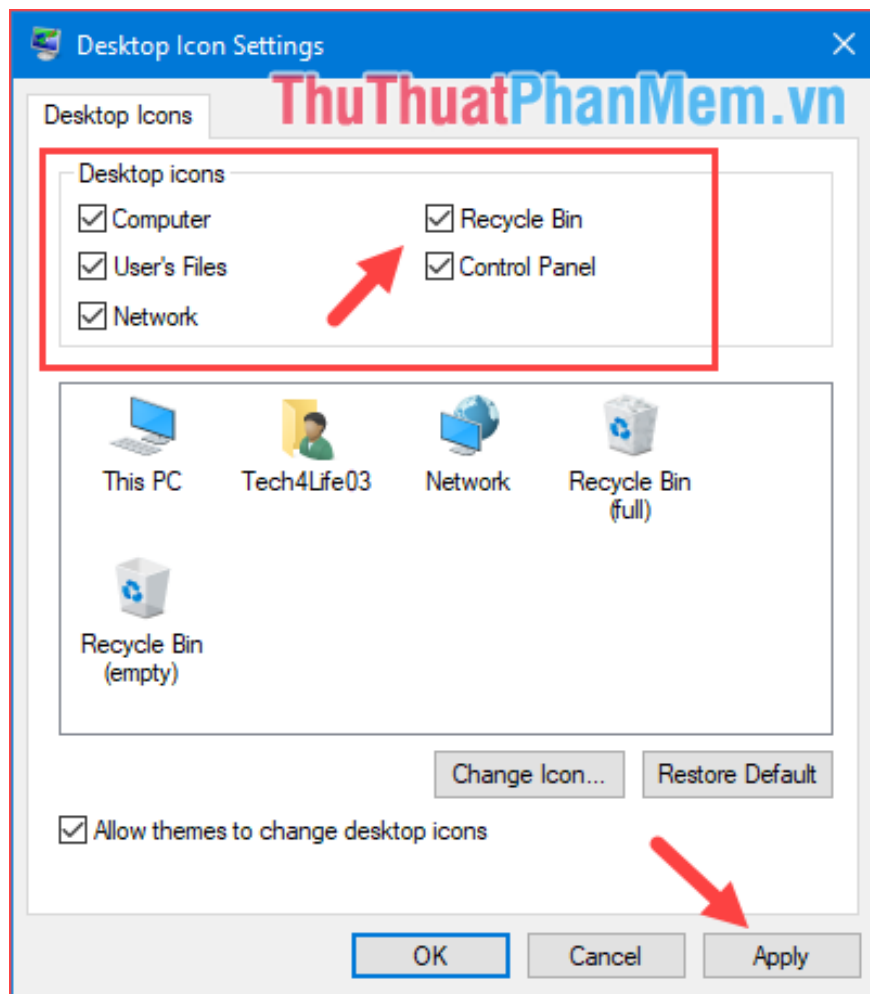 Desktop Icon Settings
ThuThuatPhanMem.vn
Desktop Icons
Desktop icons
Computer
Recycle Bin
User's Files
Control Panel
Network
This PC
Tech4Life03
Network
Recycle Bin
(full)
Recycle Bin
(empty)
Change Icon...
Restore Default
Allow themes to change desktop icons
OK
Cancel
Apply